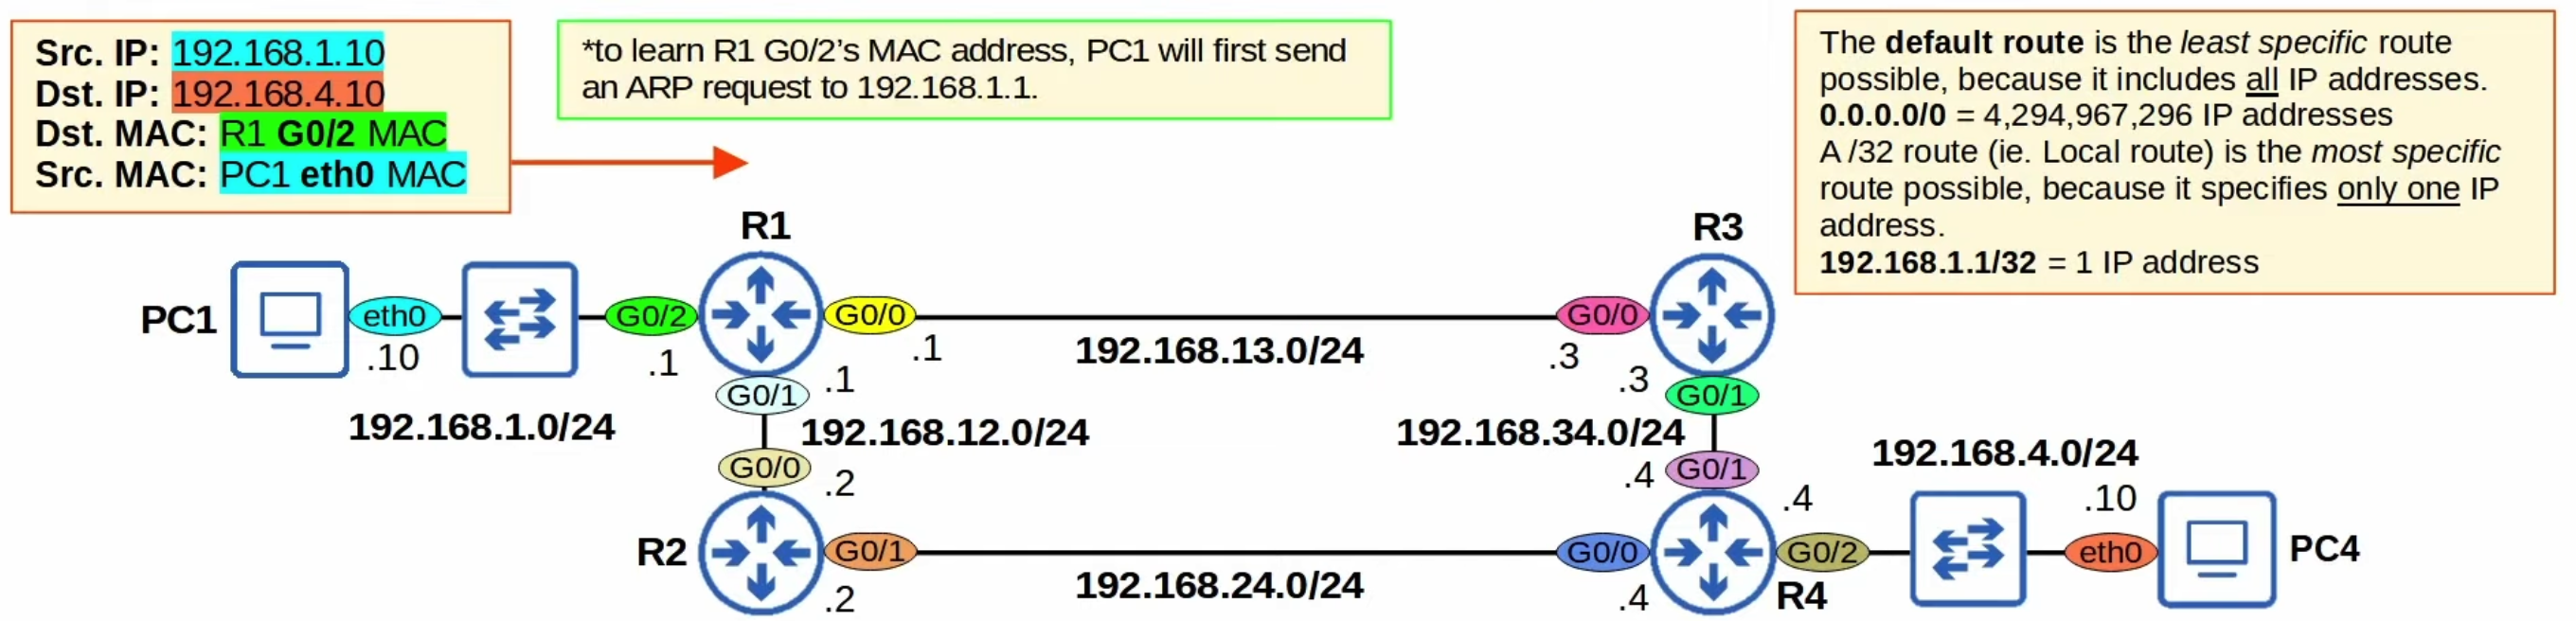 Src. IP: 192.168.1.10
Dst. IP: 192.168.4.10
Dst. MAC: R1 G0/2 MAC
Src. MAC: PC1 eth0 MAC
*to learn R1 G0/2’s MAC address, PC1 will first send
an ARP request to 192.168.1.1.
The default route is the least specific route
possible, because it includes all IP addresses.
0.0.0.0/0 = 4,294,967,296 IP addresses
A /32 route (ie. Local route) is the most specific
route possible, because it specifies only one IP
address.
192.168.1.1/32 = 1 IP address
R1
R3
PC1
eth0
G0/2
G0/0
G0/0
.10
.1
.1
192.168.13.0/24
.3
.1
.3
G0/1
G0/1
192.168.1.0/24
192.168.12.0/24
192.168.34.0/24
192.168.4.0/24
G0/0
G0/1
.2
.4
.4
.10
R2
G0/1
G0/0
G0/2
eth0
PC4
.2
192.168.24.0/24
.4
R4